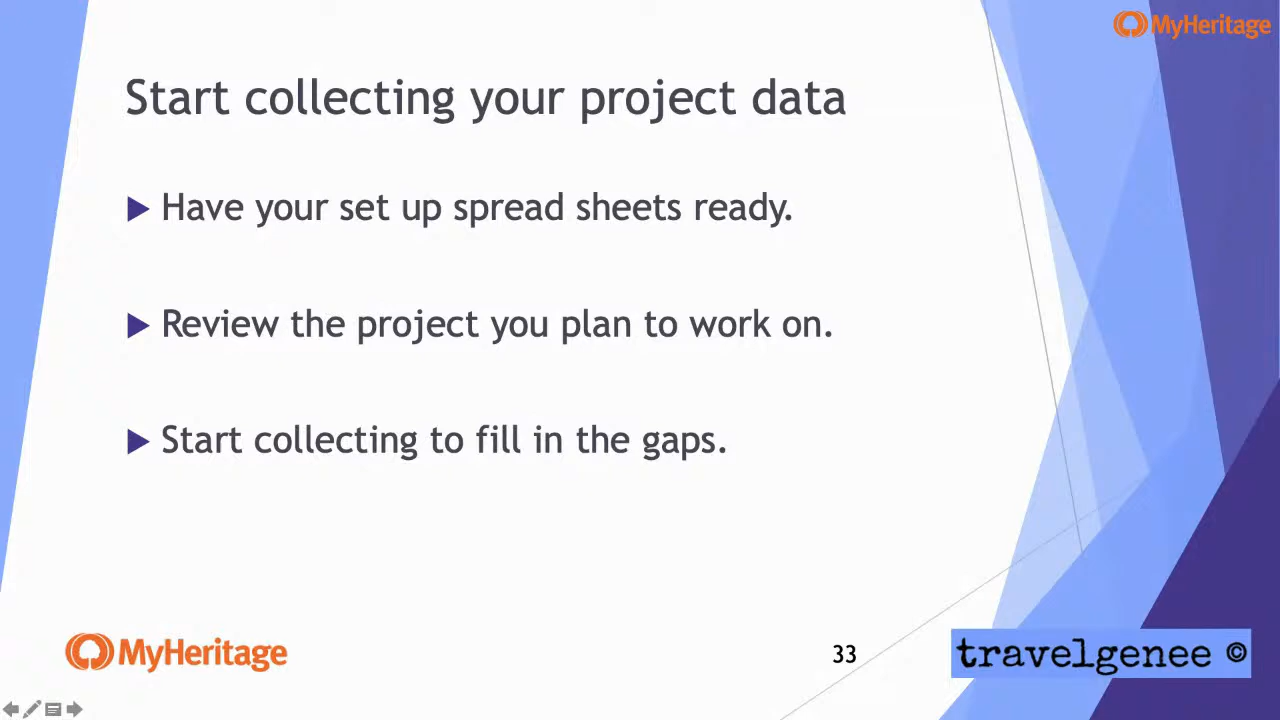 MyHeritage
Start collecting your project data
Have your set up spread sheets ready.
Review the project you plan to work on.
Start collecting to fill in the gaps.
MyHeritage
33
travelgenee ©